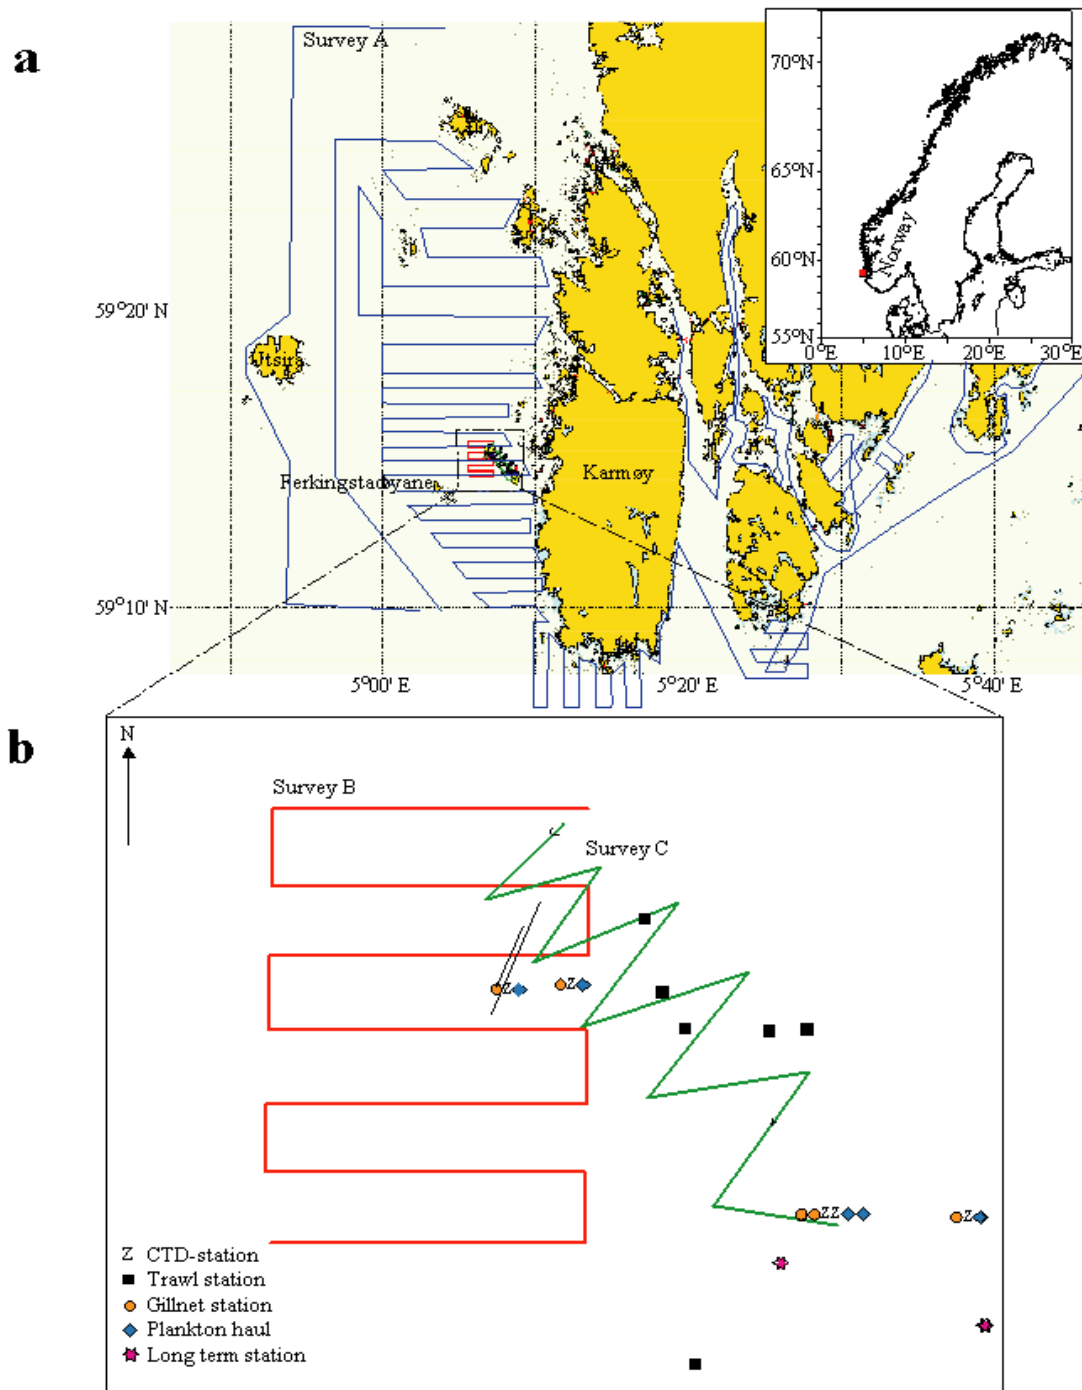 a
Survey A
70°N
65°N
60°N
55°N
0°E
10°E
20°E
30°E
Norway
59°20' N
Utsira
Ferkingstadøyane
Karmøy
59°10' N
5°00' E
5°20' E
5°40' E
b
N
Survey B
Survey C
Z
Z
ZZ
Z
Z CTD-station
Trawl station
Gillnet station
Plankton haul
Long term station